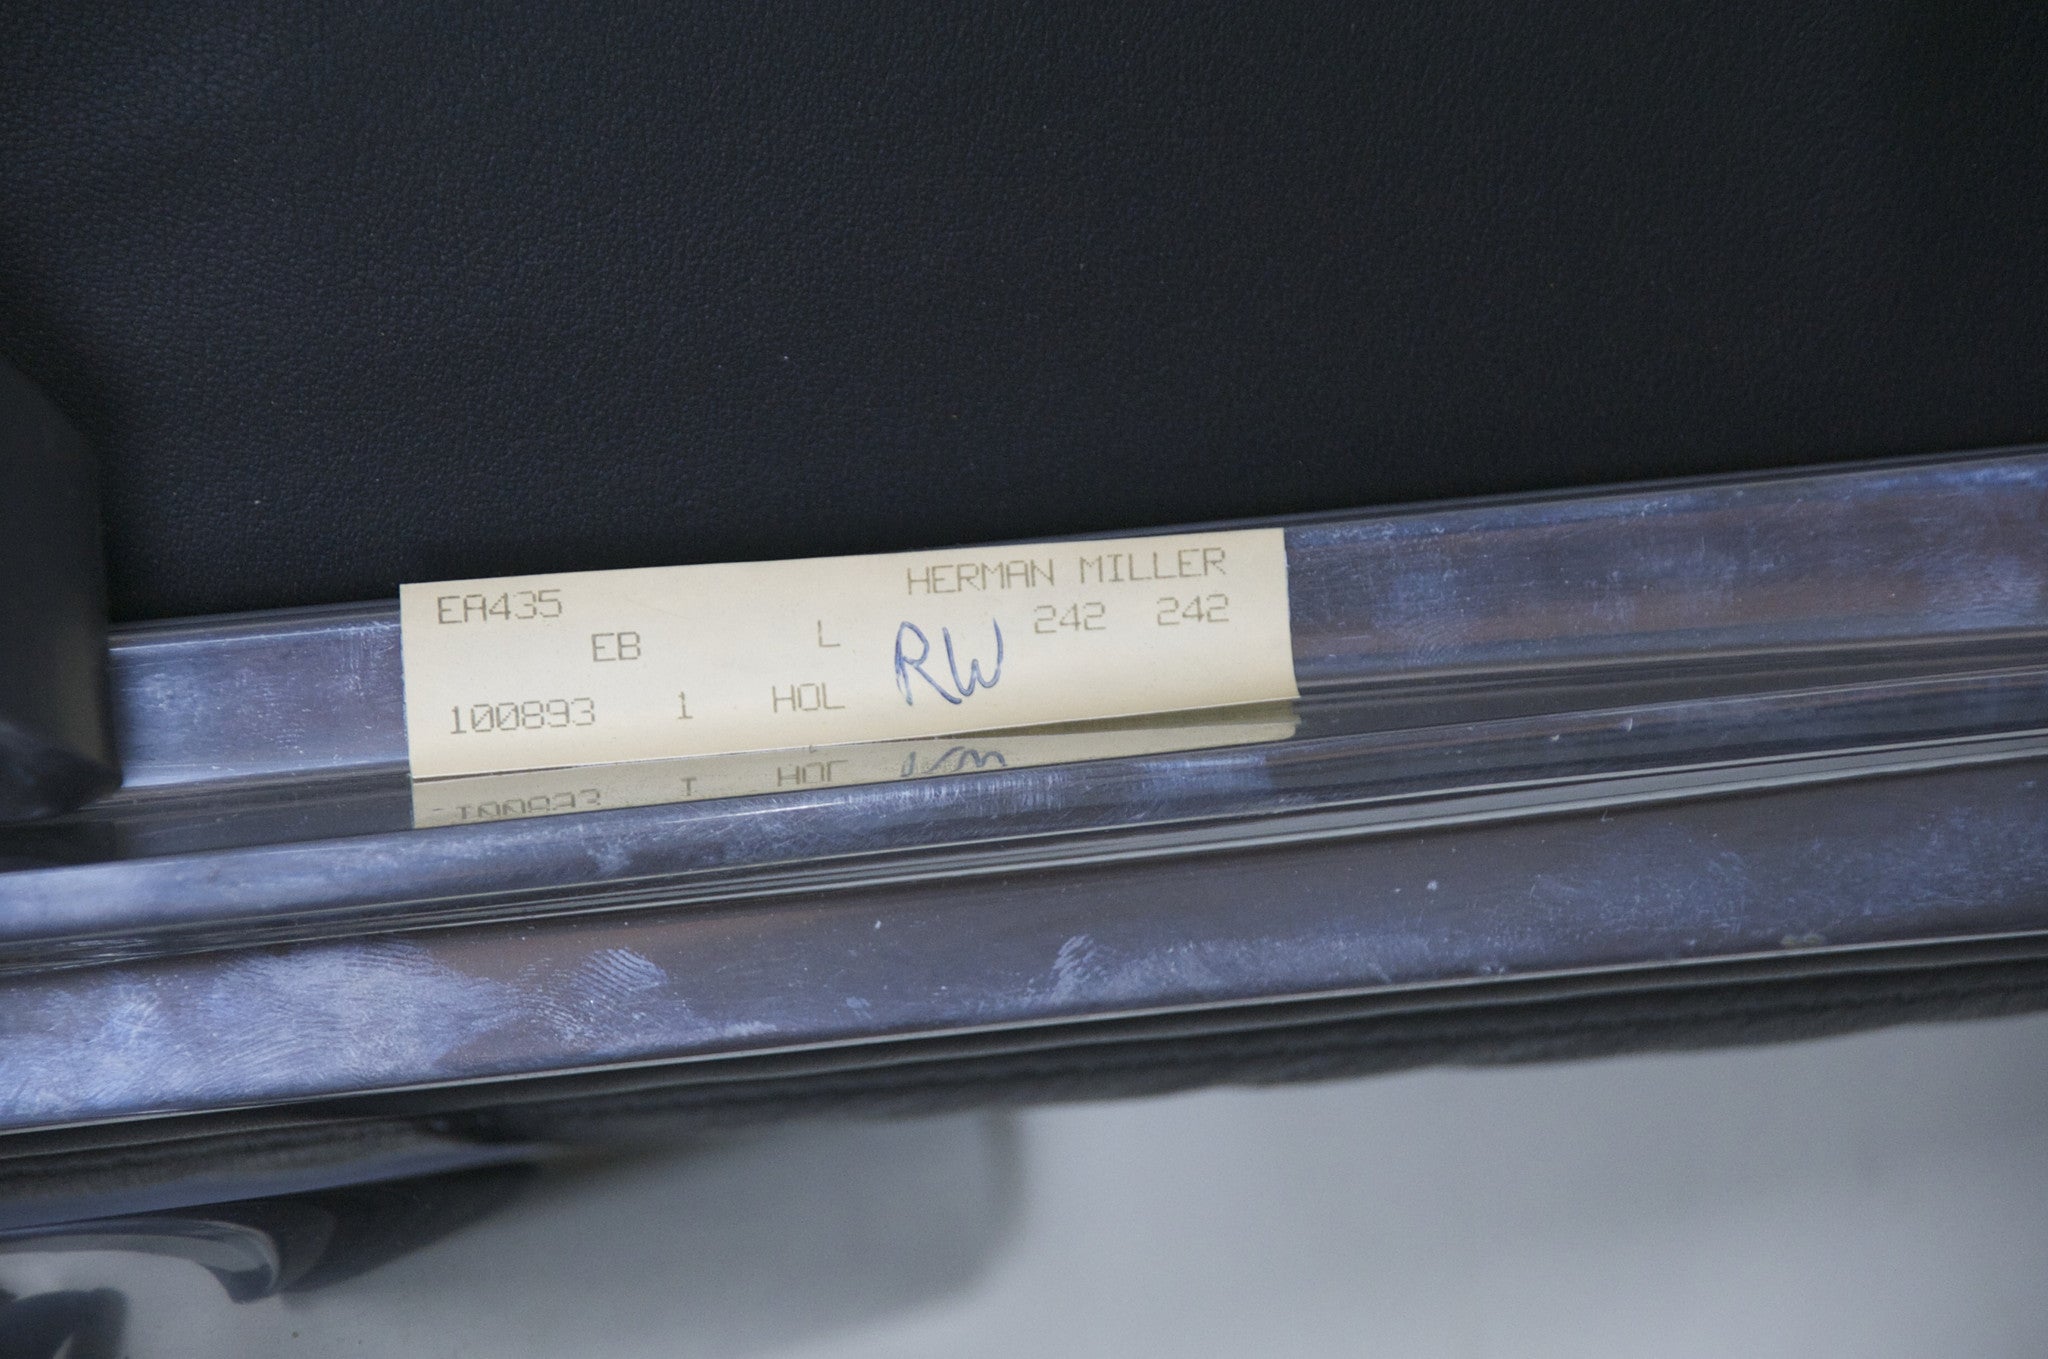 EA435 HERMAN MILLER
EB L RW 242 242
100893 1 HOL